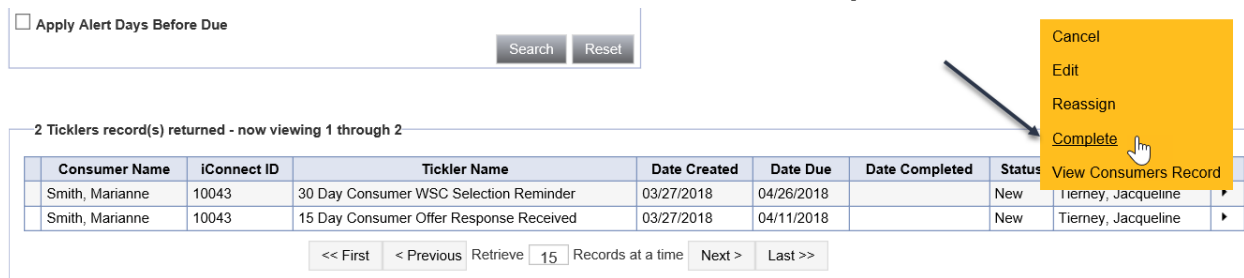 Apply Alert Days Before Due
Search Reset
Cancel
Edit
Reassign
Complete
View Consumers Record
2 Ticklers record(s) returned - now viewing 1 through 2
Consumer Name iConnect ID Tickler Name Date Created Date Due Date Completed Status
Smith, Marianne 10043 30 Day Consumer WSC Selection Reminder 03/27/2018 04/26/2018 New Tierney, Jacqueline
Smith, Marianne 10043 15 Day Consumer Offer Response Received 03/27/2018 04/11/2018 New Tierney, Jacqueline
<< First < Previous Retrieve 15 Records at a time Next > Last >>